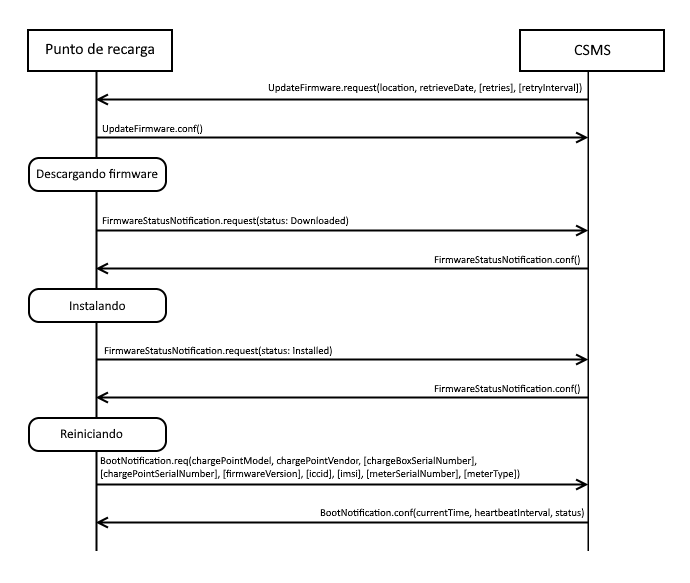 Punto de recarga
CSMS
UpdateFirmware.request(location, retrieveDate, [retries], [retryInterval])
UpdateFirmware.conf()
Descargando firmware
FirmwareStatusNotification.request(status: Downloaded)
FirmwareStatusNotification.conf()
Instalando
FirmwareStatusNotification.request(status: Installed)
FirmwareStatusNotification.conf()
Reiniciando
BootNotification.req(chargePointModel, chargePointVendor, [chargeBoxSerialNumber],
[chargePointSerialNumber], [firmwareVersion], [iccid], [imsi], [meterSerialNumber], [meterType])
BootNotification.conf(currentTime, heartbeatInterval, status)